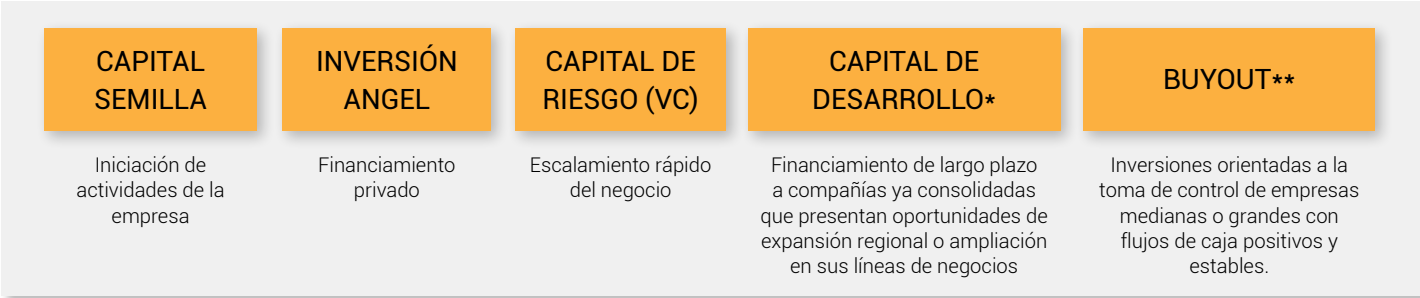 CAPITAL
SEMILLA
Iniciación de
actividades de la
empresa
INVERSIÓN
ANGEL
Financiamiento
privado
CAPITAL DE
RIESGO (VC)
Escalamiento rápido
del negocio
CAPITAL DE
DESARROLLO*
Financiamiento de largo plazo
a compañías ya consolidadas
que presentan oportunidades de
expansión regional o ampliación
en sus líneas de negocios
BUYOUT**
Inversiones orientadas a la
toma de control de empresas
medianas o grandes con
flujos de caja positivos y
estables.